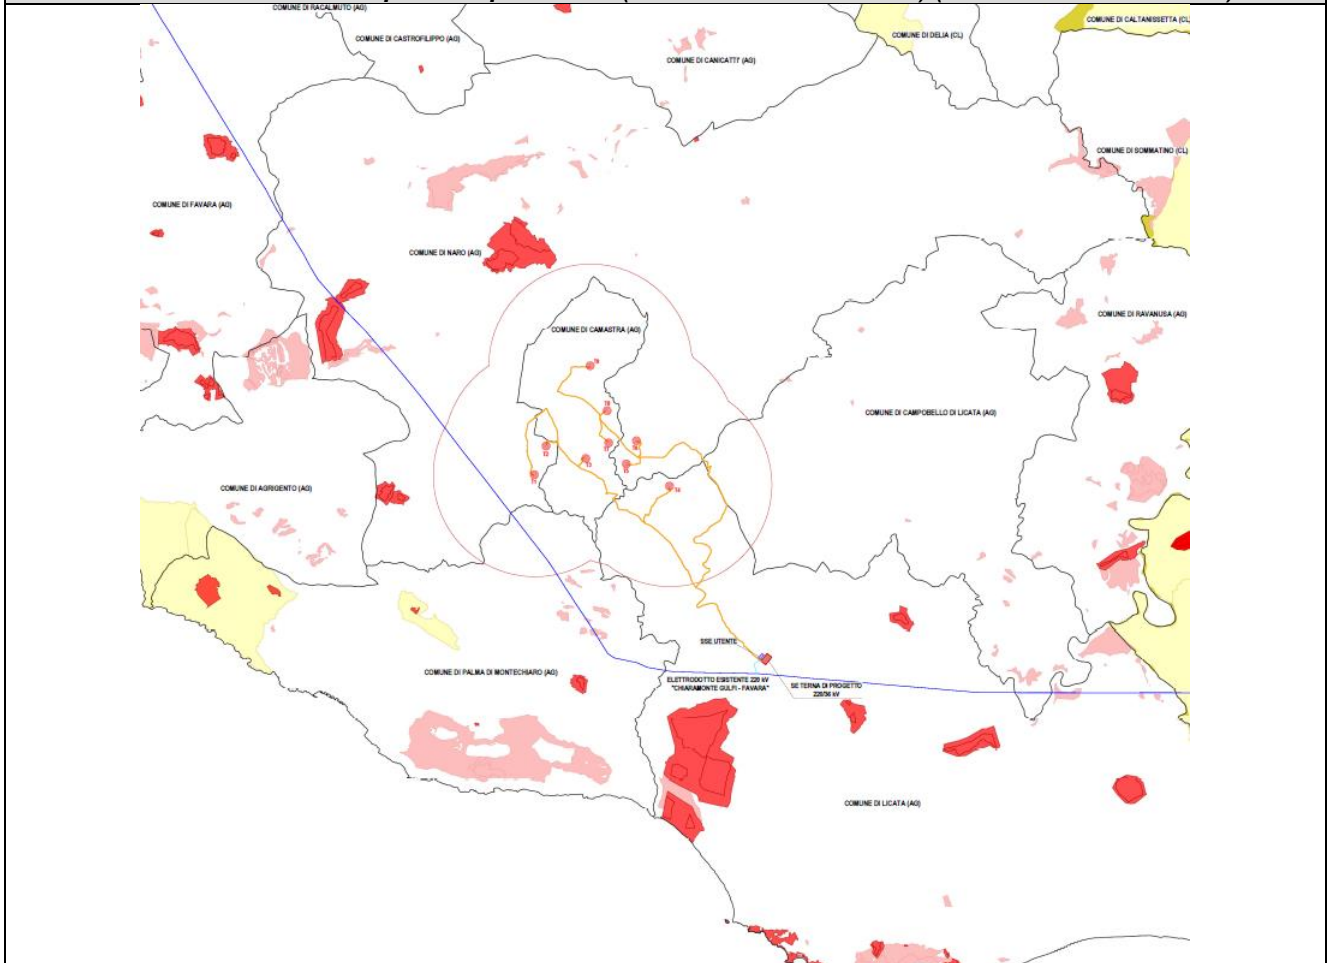 COMUNE DI RACALMUTO (AG)
COMUNE DI CASTROFILIPPO (AG)
COMUNE DI CANICATTI' (AG)
COMUNE DI DELIA (CL)
COMUNE DI CALTANISSETTA (CL)
COMUNE DI SOMMATINO (CL)
COMUNE DI FAVARA (AG)
COMUNE DI NARO (AG)
COMUNE DI CAMASTRA (AG)
COMUNE DI RAVANUSA (AG)
COMUNE DI CAMPOBELLO DI LICATA (AG)
T8
T2
T3
COMUNE DI AGRIGENTO (AG)
T4
SSE UTENTE
COMUNE DI PALMA DI MONTECHIARO (AG)
ELETTRODOTTO ESISTENTE 220 kV
"CHIARAMONTE GULFI - FAVARA"
SE TERNA DI PROGETTO
220/36 kV
COMUNE DI LICATA (AG)